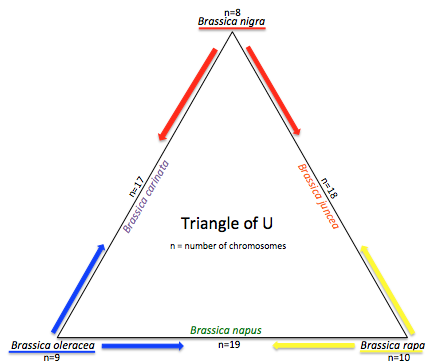 n=8
Brassica nigra
n=17
Brassica carinata
n=18
Brassica juncea
Triangle of U
n = number of chromosomes
Brassica napus
Brassica oleracea
n=19
Brassica rapa
n=9
n=10